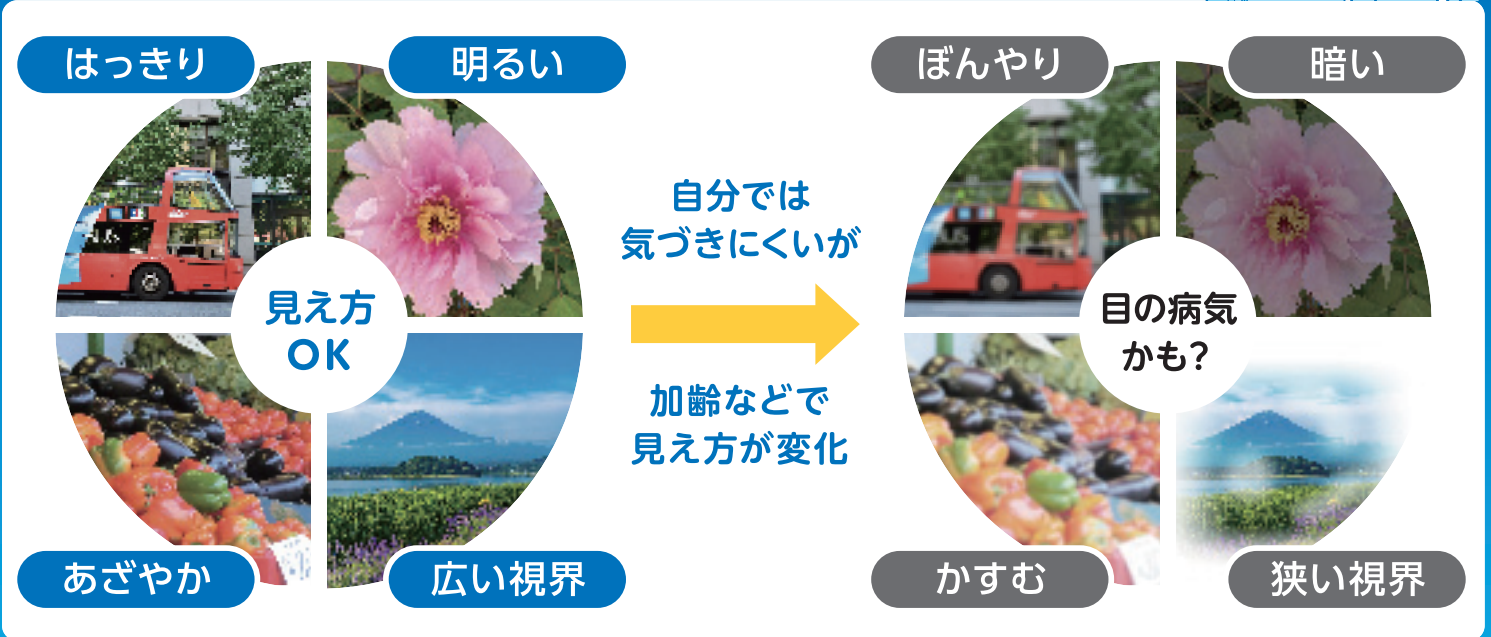 はっきり
明るい
見え方
OK
あざやか
広い視界
自分では
気づきにくいが
加齢などで
見え方が変化
ぼんやり
暗い
目の病気
かも?
かすむ
狭い視界